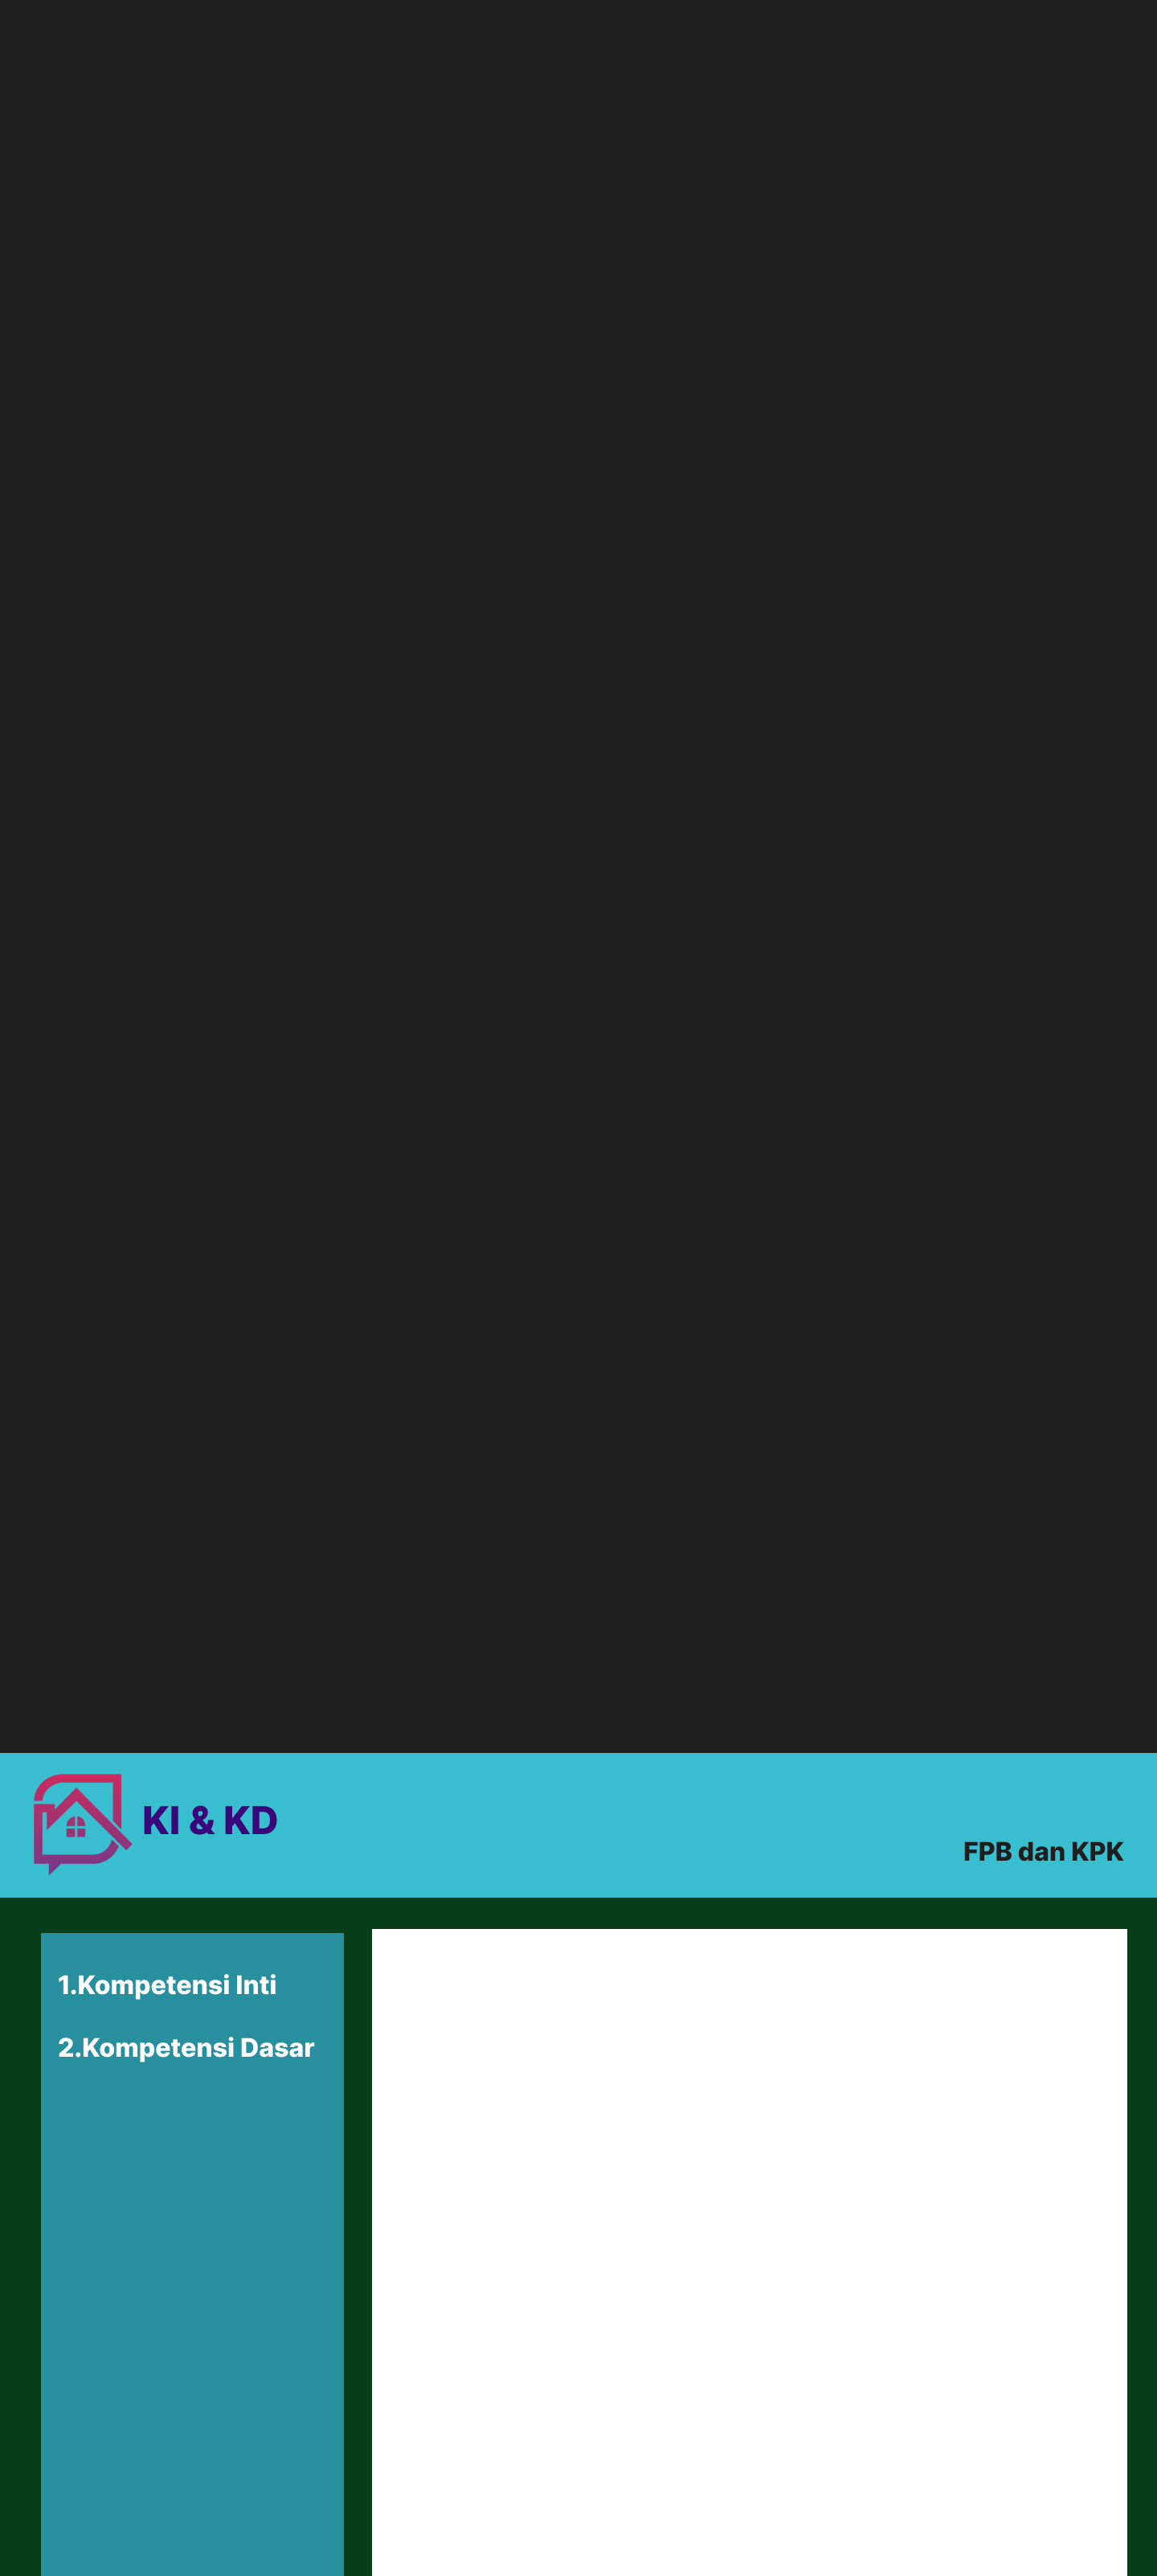 KI & KD
FPB dan KPK
1.Kompetensi Inti
2.Kompetensi Dasar